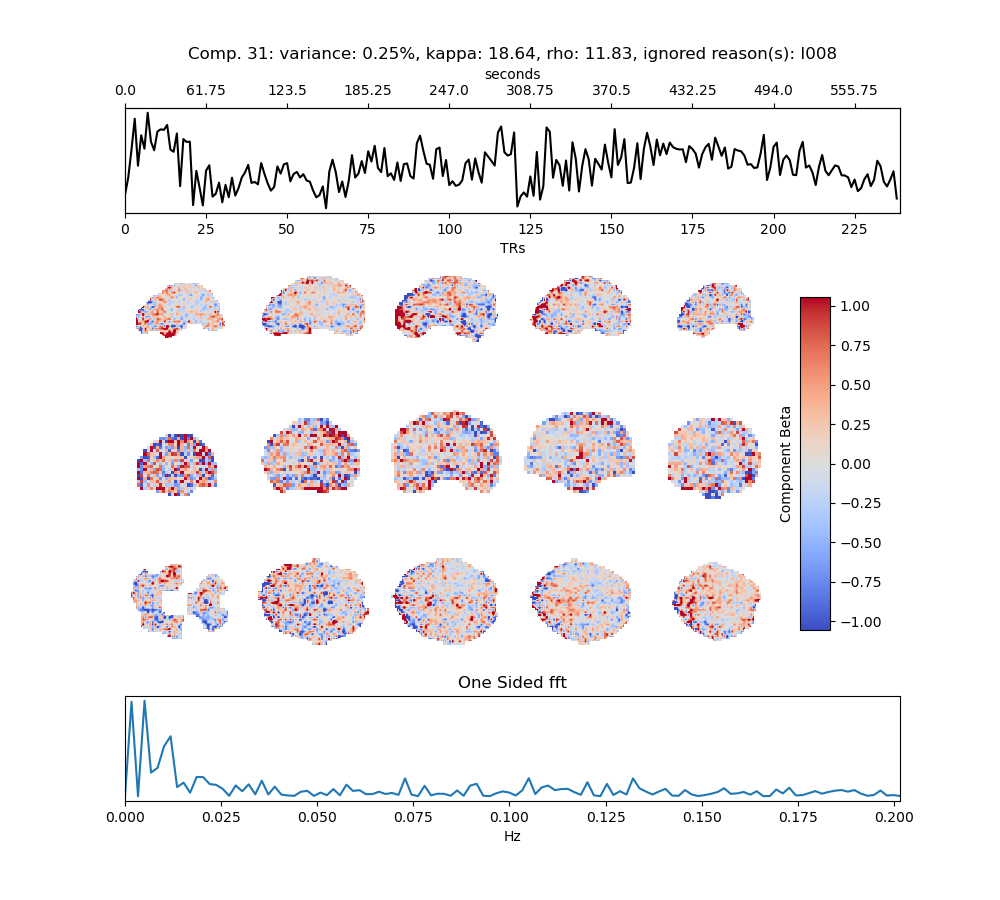 Comp. 31: variance: 0.25%, kappa: 18.64, rho: 11.83, ignored reason(s): I008
seconds
0.0 61.75 123.5 185.25 247.0 308.75 370.5 432.25 494.0 555.75
0 25 50 75 100 125 150 175 200 225
TRs
1.00
0.75
0.50
0.25
0.00
−0.25
−0.50
−0.75
−1.00
Component Beta
One Sided fft
0.000 0.025 0.050 0.075 0.100 0.125 0.150 0.175 0.200
Hz